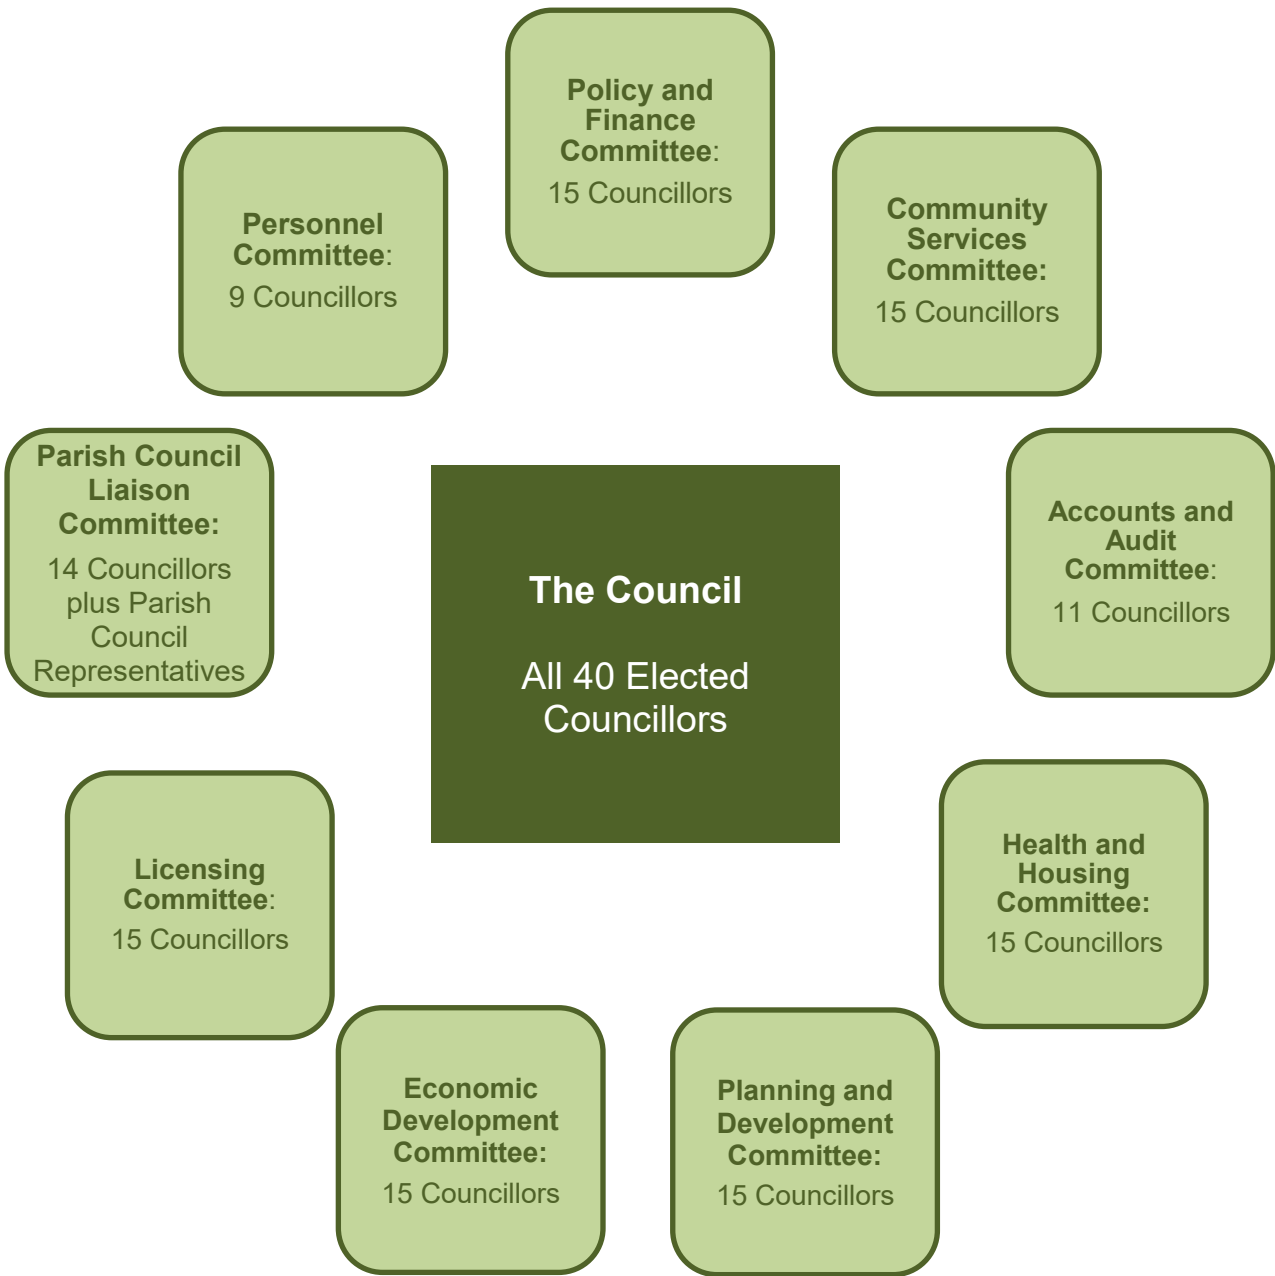 Policy and
Finance
Committee:
15 Councillors
Community
Services
Committee:
15 Councillors
Accounts and
Audit
Committee:
11 Councillors
Health and
Housing
Committee:
15 Councillors
Planning and
Development
Committee:
15 Councillors
Economic
Development
Committee:
15 Councillors
Licensing
Committee:
15 Councillors
Parish Council
Liaison
Committee:
14 Councillors
plus Parish
Council
Representatives
Personnel
Committee:
9 Councillors
The Council
All 40 Elected
Councillors